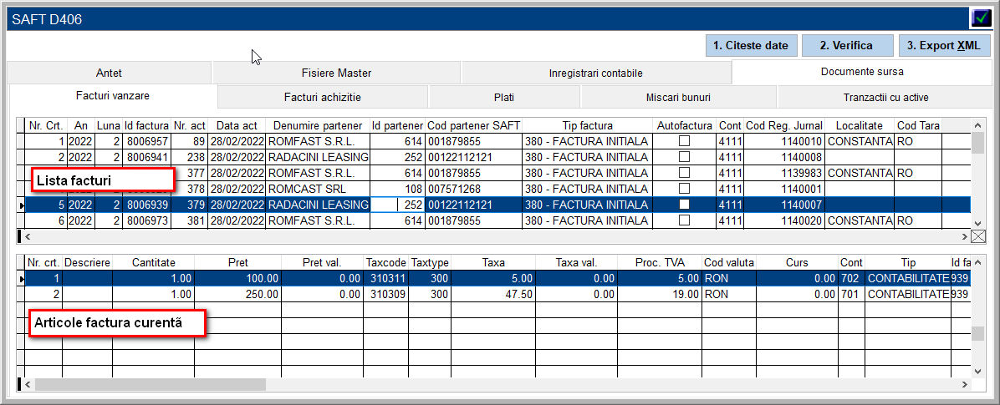 SAFT D406
1. Citeste date 2. Verifica 3. Export XML
Antet Fisiere Master Inregistrari contabile Documente sursa
Facturi vanzare Facturi achizitie Plati Miscari bunuri Tranzactii cu active
Nr. Crt. An Luna Id factura Nr. act Data act Denumire partener Id partener Cod partener SAFT Tip factura Autofactura Cont Cod Reg. Jurnal Localitate Cod Tara
1 2022 2 8006957 89 28/02/2022 ROMFAST S.R.L. 614 001879855 380 - FACTURA INITIALA 4111 1140010 CONSTANTA RO
2 2022 2 8006941 238 28/02/2022 RADACINI LEASING 252 00122112121 380 - FACTURA INITIALA 4111 1140008
377 28/02/2022 ROMFAST S.R.L. 614 001879855 380 - FACTURA INITIALA 4111 1139983 CONSTANTA RO
Lista facturi
378 28/02/2022 ROMCAST SRL 108 007571268 380 - FACTURA INITIALA 4111 1140001
5 2022 2 8006939 379 28/02/2022 RADACINI LEASING 252 00122112121 380 - FACTURA INITIALA 4111 1140007
6 2022 2 8006973 381 28/02/2022 ROMFAST S.R.L. 614 001879855 380 - FACTURA INITIALA 4111 1140020 CONSTANTA RO
Nr. crt. Descriere Cantitate Pret Pret val. Taxcode Taxtype Taxa Taxa val. Proc. TVA Cod valuta Curs Cont Tip Id fa
1 1.00 100.00 0.00 310311 300 5.00 0.00 5.00 RON 0.00 702 CONTABILITATE 939
2 1.00 250.00 0.00 310309 300 47.50 0.00 19.00 RON 0.00 701 CONTABILITATE 939
Articole factura curentă